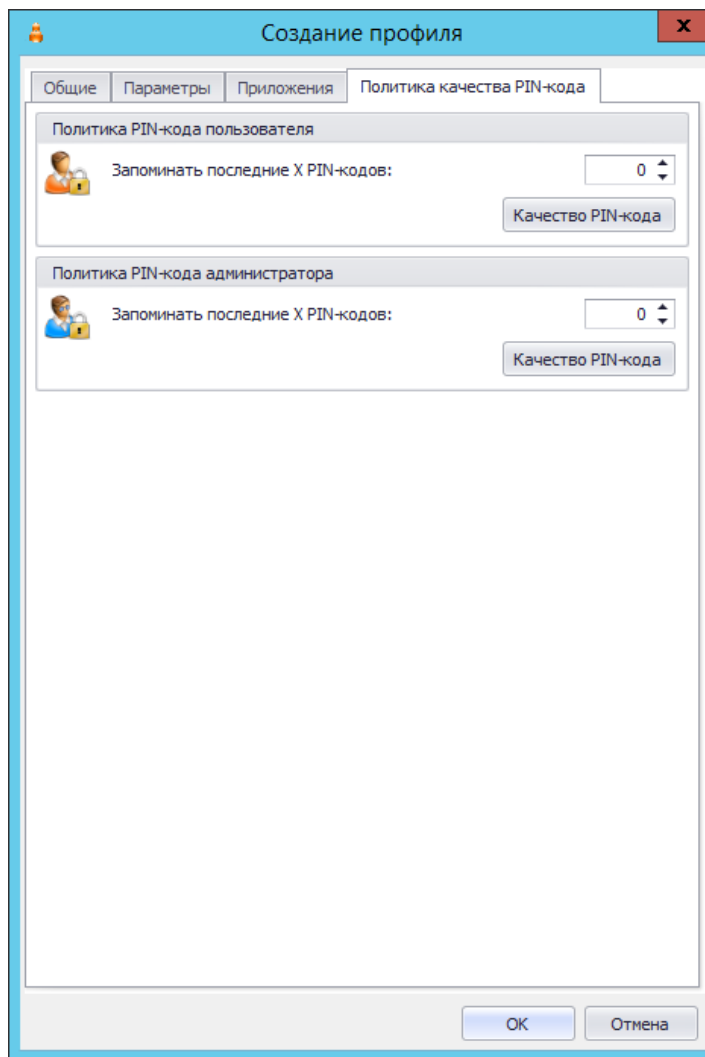 Создание профиля
x
Общие Параметры Приложения Политика качества PIN-кода
Политика PIN-кода пользователя
Запоминать последние X PIN-кодов: 0
Качество PIN-кода
Политика PIN-кода администратора
Запоминать последние X PIN-кодов: 0
Качество PIN-кода
ОК Отмена